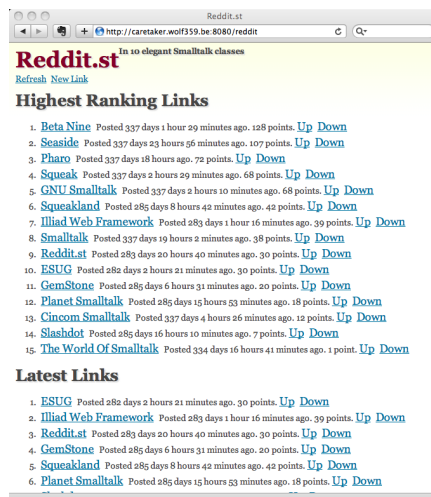 Reddit.st
http://caretaker.wolf359.be:8080/reddit
Reddit.st In 10 elegant Smalltalk classes
Refresh New Link
Highest Ranking Links
1. Beta Nine Posted 337 days 1 hour 29 minutes ago. 128 points. Up Down
2. Seaside Posted 337 days 23 hours 56 minutes ago. 107 points. Up Down
3. Pharo Posted 337 days 18 hours ago. 72 points. Up Down
4. Squeak Posted 337 days 2 hours 29 minutes ago. 68 points. Up Down
5. GNU Smalltalk Posted 337 days 2 hours 10 minutes ago. 68 points. Up Down
6. Squeakland Posted 285 days 8 hours 42 minutes ago. 42 points. Up Down
7. Illiad Web Framework Posted 283 days 1 hour 16 minutes ago. 39 points. Up Down
8. Smalltalk Posted 337 days 19 hours 2 minutes ago. 38 points. Up Down
9. Reddit.st Posted 283 days 20 hours 40 minutes ago. 30 points. Up Down
10. ESUG Posted 282 days 2 hours 21 minutes ago. 30 points. Up Down
11. GemStone Posted 285 days 6 hours 31 minutes ago. 20 points. Up Down
12. Planet Smalltalk Posted 285 days 15 hours 53 minutes ago. 18 points. Up Down
13. Cincom Smalltalk Posted 337 days 4 hours 26 minutes ago. 12 points. Up Down
14. Slashdot Posted 285 days 16 hours 10 minutes ago. 7 points. Up Down
15. The World Of Smalltalk Posted 334 days 16 hours 41 minutes ago. 1 point. Up Down
Latest Links
1. ESUG Posted 282 days 2 hours 21 minutes ago. 30 points. Up Down
2. Illiad Web Framework Posted 283 days 1 hour 16 minutes ago. 39 points. Up Down
3. Reddit.st Posted 283 days 20 hours 40 minutes ago. 30 points. Up Down
4. GemStone Posted 285 days 6 hours 31 minutes ago. 20 points. Up Down
5. Squeakland Posted 285 days 8 hours 42 minutes ago. 42 points. Up Down
6. Planet Smalltalk Posted 285 days 15 hours 53 minutes ago. 18 points. Up Down